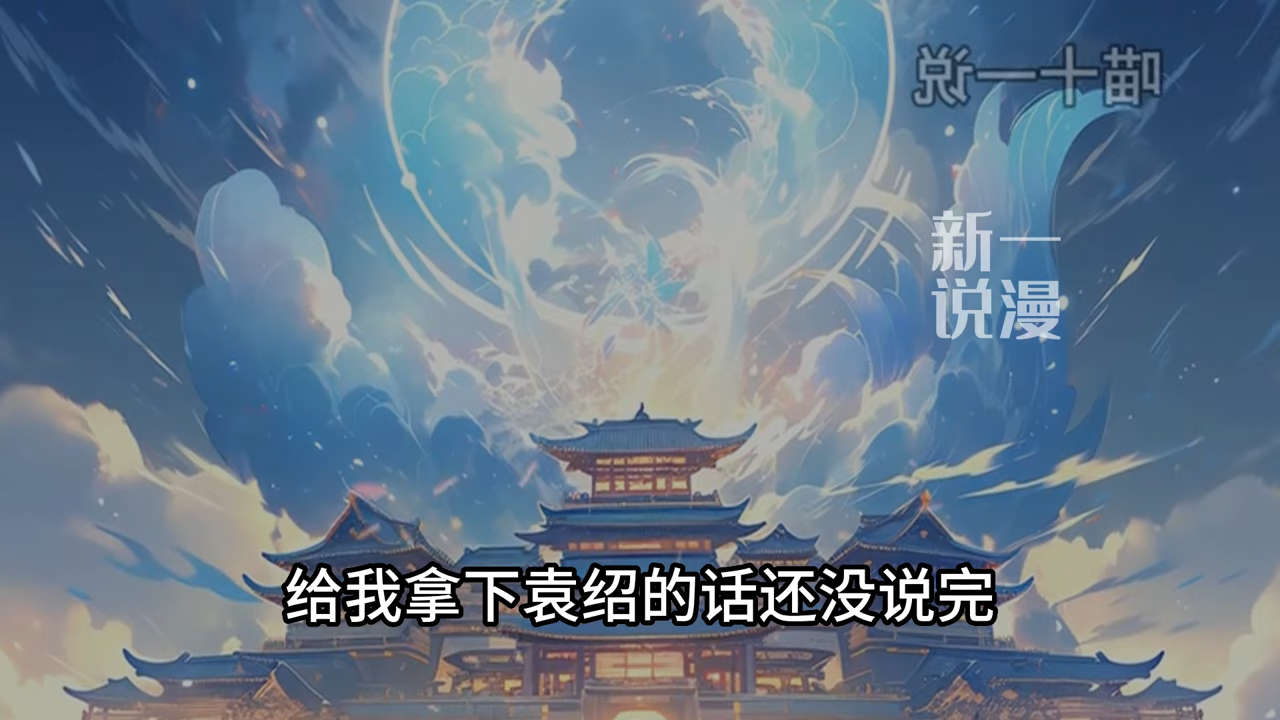 喵十一说
新一
说漫
给我拿下袁绍的话还没说完